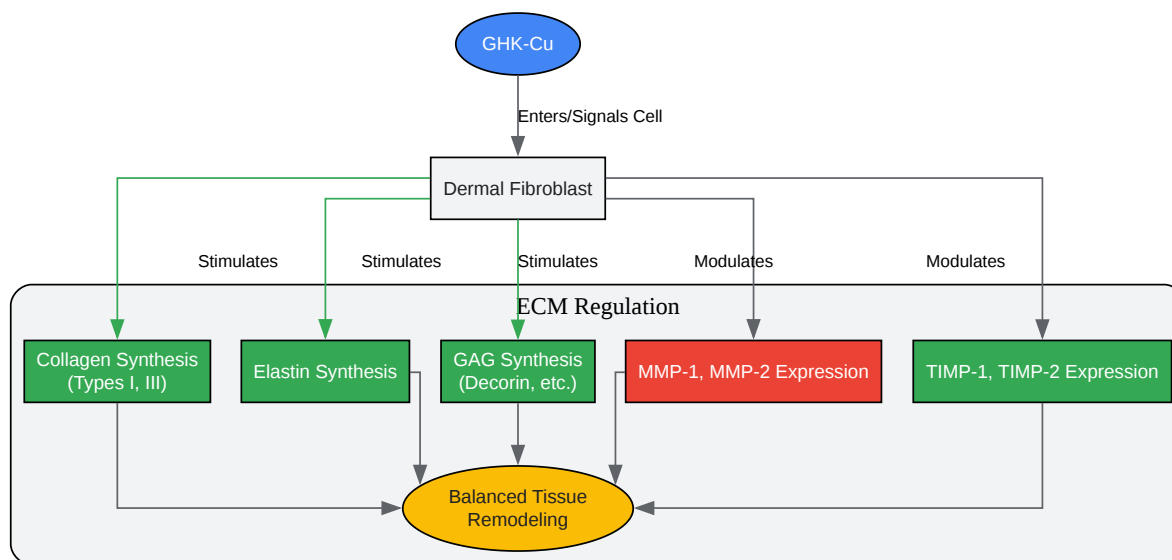 GHK-Cu
Enters/Signals Cell
Dermal Fibroblast
Stimulates
Stimulates
Stimulates
Modulates
Modulates
ECM Regulation
Collagen Synthesis
(Types I, III)
Elastin Synthesis
GAG Synthesis
(Decorin, etc.)
MMP-1, MMP-2 Expression
TIMP-1, TIMP-2 Expression
Balanced Tissue
Remodeling